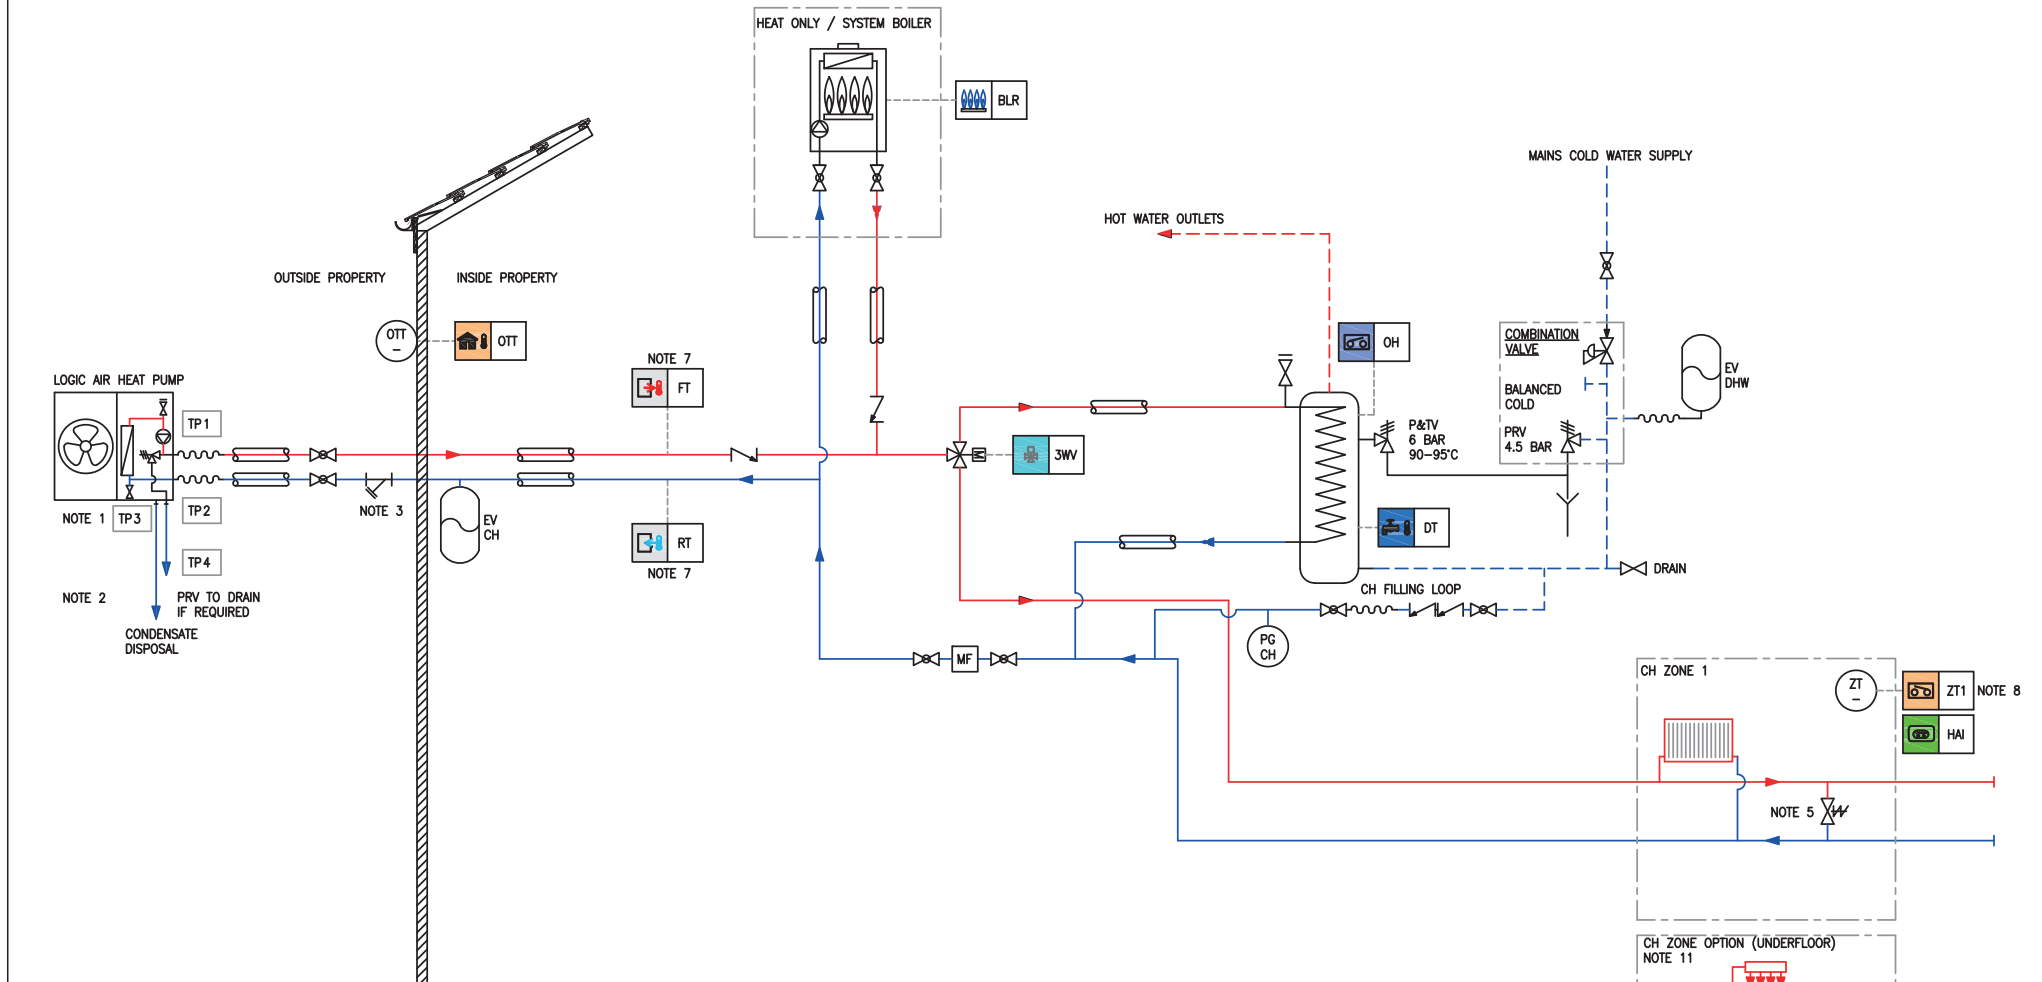 HEAT ONLY / SYSTEM BOILER
BLR
MAINS COLD WATER SUPPLY
HOT WATER OUTLETS
OUTSIDE PROPERTY
INSIDE PROPERTY
OTT
–
OTT
OH
COMBINATION
VALVE
EV
DHW
NOTE 7
FT
LOGIC AIR HEAT PUMP
BALANCED
COLD
TP1
P&TV
6 BAR
90–95°C
PRV
4.5 BAR
M
3WV
TP2
NOTE 3
NOTE 1
TP3
EV
CH
RT
NOTE 7
DT
TP4
DRAIN
NOTE 2
PRV TO DRAIN
IF REQUIRED
CH FILLING LOOP
CONDENSATE
DISPOSAL
PG
CH
MF
CH ZONE 1
ZT
–
ZT1
NOTE 8
HAI
NOTE 5
CH ZONE OPTION (UNDERFLOOR)
NOTE 11